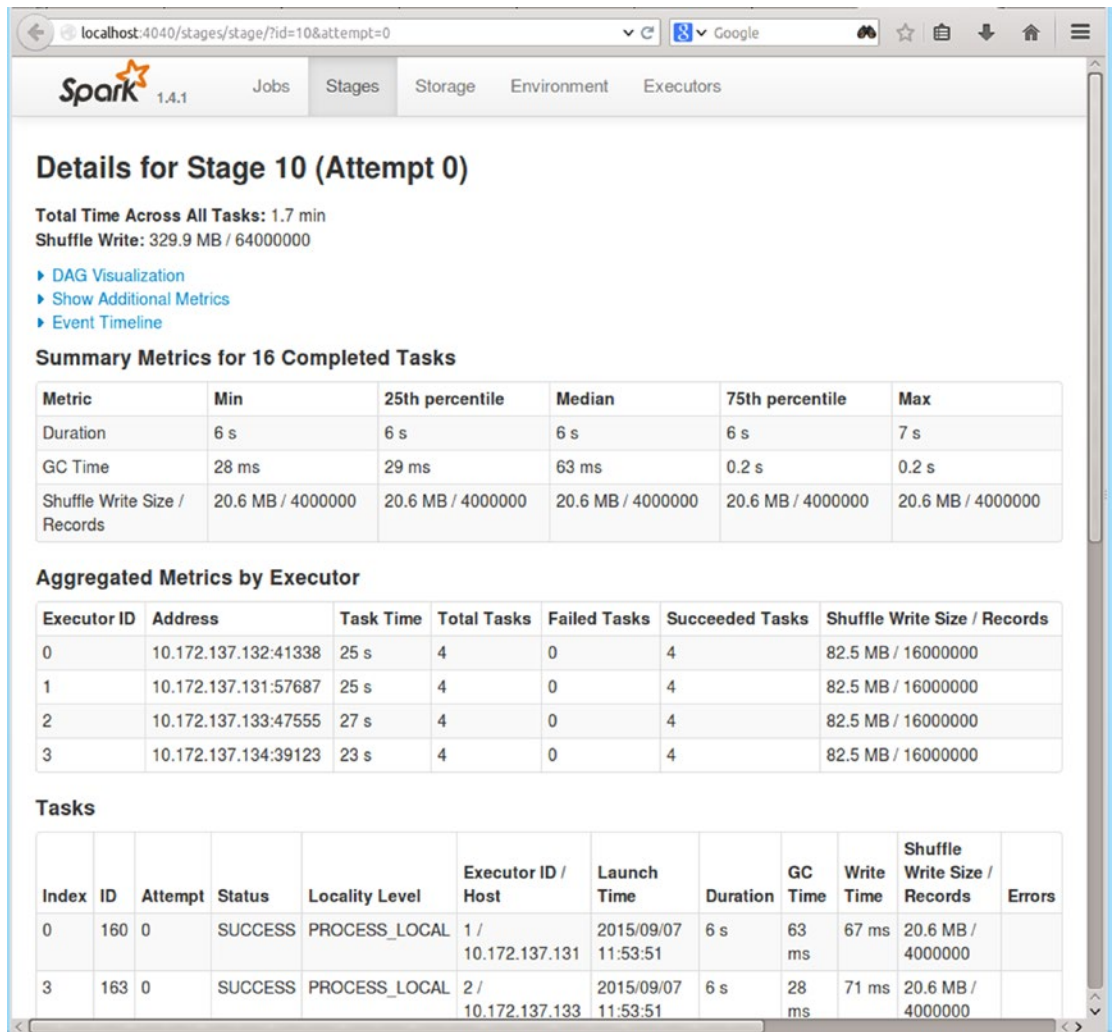 localhost:4040/stages/stage/?id=10&attempt=0 Google
Spark 1.4.1 Jobs Stages Storage Environment Executors
Details for Stage 10 (Attempt 0)
Total Time Across All Tasks: 1.7 min
Shuffle Write: 329.9 MB / 64000000
DAG Visualization
Show Additional Metrics
Event Timeline
Summary Metrics for 16 Completed Tasks
Metric Min 25th percentile Median 75th percentile Max
Duration 6 s 6 s 6 s 6 s 7 s
GC Time 28 ms 29 ms 63 ms 0.2 s 0.2 s
Shuffle Write Size / 20.6 MB / 4000000 20.6 MB / 4000000 20.6 MB / 4000000 20.6 MB / 4000000 20.6 MB / 4000000
Records
Aggregated Metrics by Executor
Executor ID Address Task Time Total Tasks Failed Tasks Succeeded Tasks Shuffle Write Size / Records
0 10.172.137.132:41338 25 s 4 0 4 82.5 MB / 16000000
1 10.172.137.131:57687 25 s 4 0 4 82.5 MB / 16000000
2 10.172.137.133:47555 27 s 4 0 4 82.5 MB / 16000000
3 10.172.137.134:39123 23 s 4 0 4 82.5 MB / 16000000
Tasks
Shuffle
Executor ID / Launch GC Write Write Size /
Index ID Attempt Status Locality Level Host Time Duration Time Time Records Errors
0 160 0 SUCCESS PROCESS_LOCAL 1 / 2015/09/07 6 s 63 67 ms 20.6 MB /
10.172.137.131 11:53:51 ms 4000000
3 163 0 SUCCESS PROCESS_LOCAL 2 / 2015/09/07 6 s 28 71 ms 20.6 MB /
10.172.137.133 11:53:51 ms 4000000